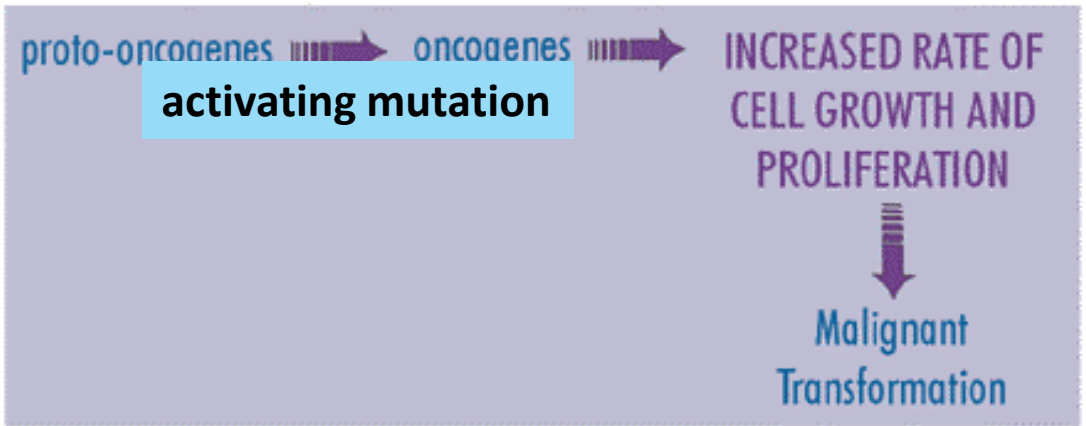 proto-oncogenes oncogenes INCREASED RATE OF
activating mutation CELL GROWTH AND
PROLIFERATION
Malignant
Transformation